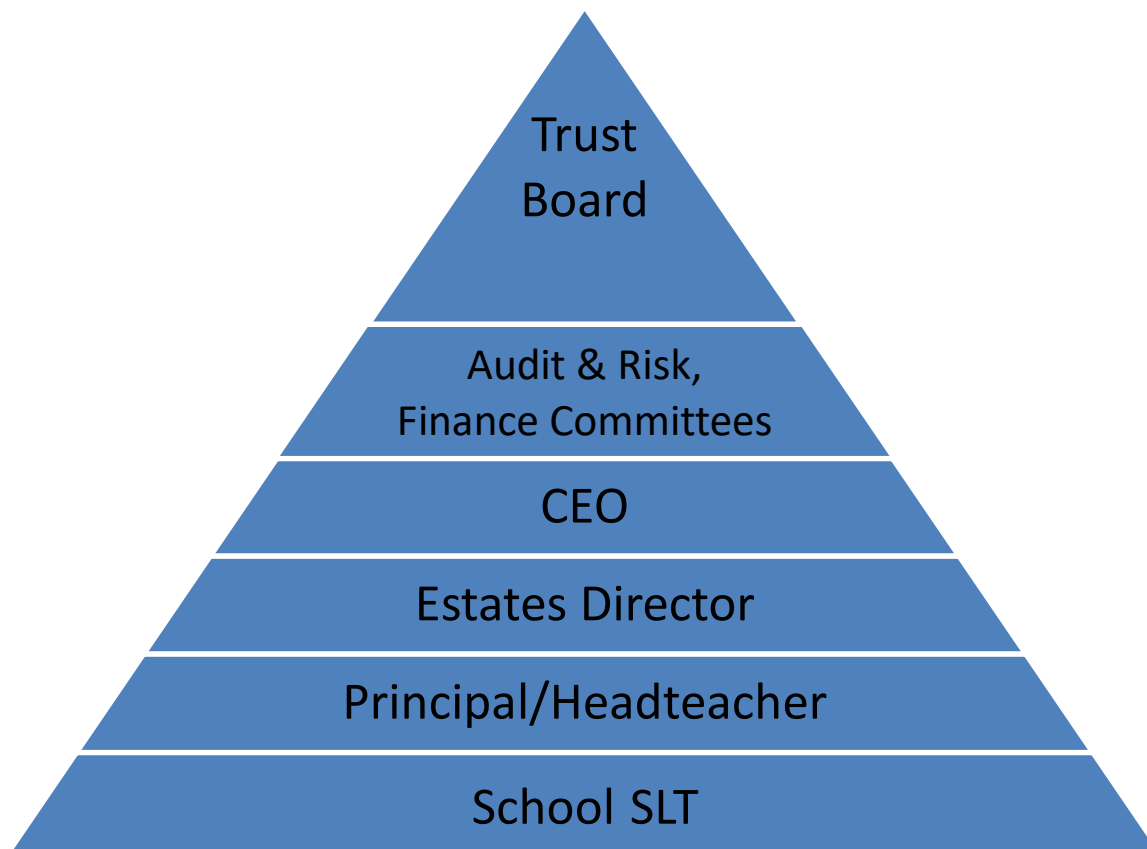 Trust
Board
Audit & Risk,
Finance Committees
CEO
Estates Director
Principal/Headteacher
School SLT